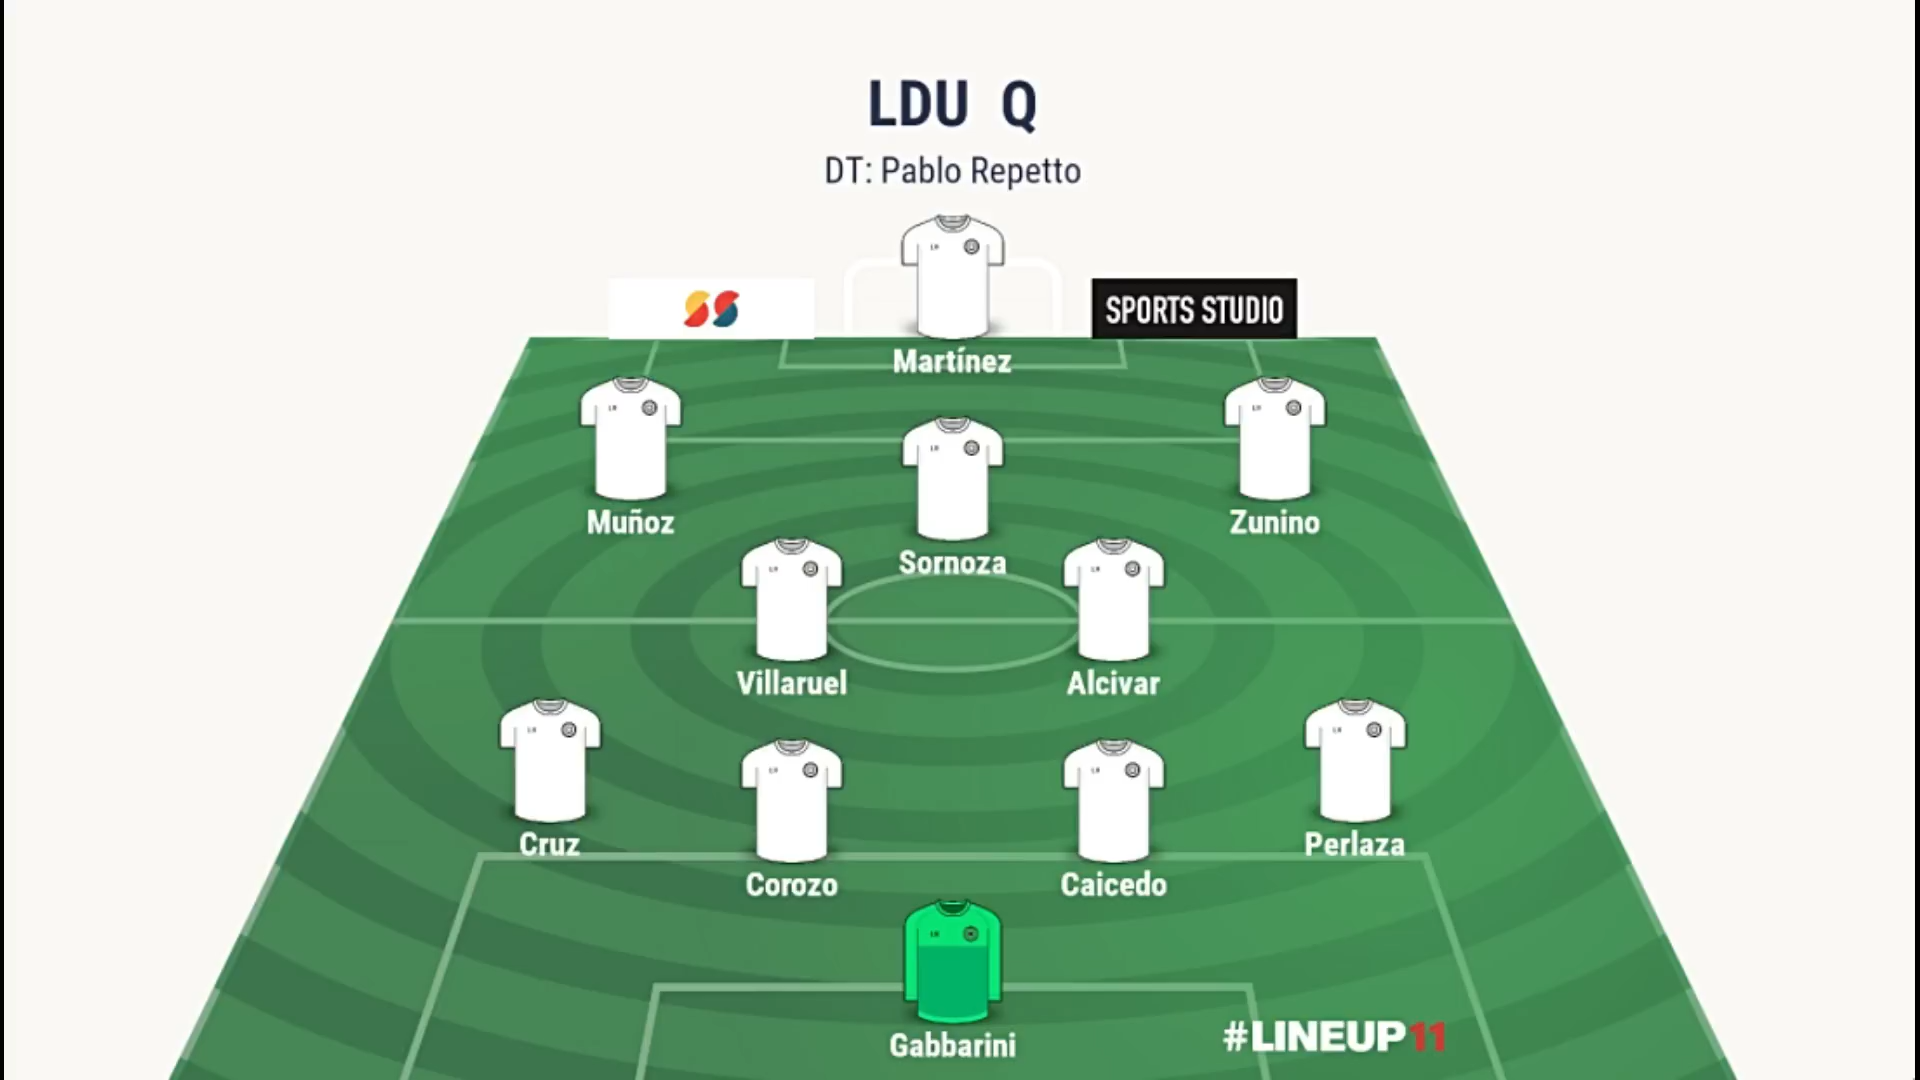 LDU Q
DT: Pablo Repetto
SPORTS STUDIO
Martínez
Muñoz
Zunino
Sornoza
Villaruel
Alcivar
Cruz
Perlaza
Corozo
Caicedo
Gabbarini
#LINEUP11